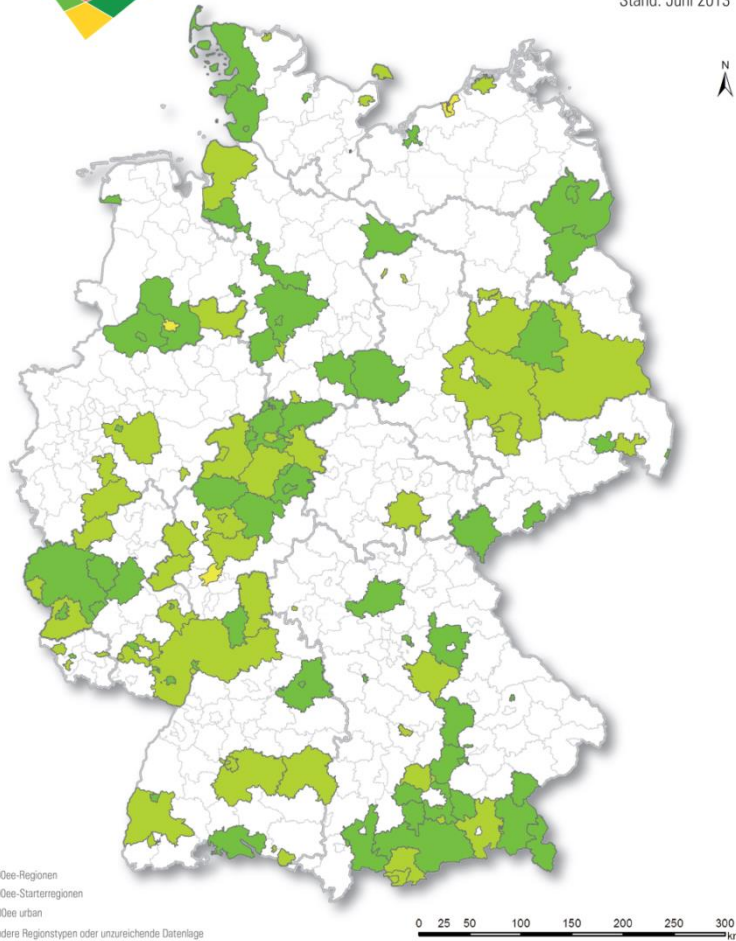 Stand: Juni 2013
N
0ee-Regionen
0ee-Starterregionen
0ee urban
dere Regionstypen oder unzureichende Datenlage
0 25 50 100 150 200 250 300
km